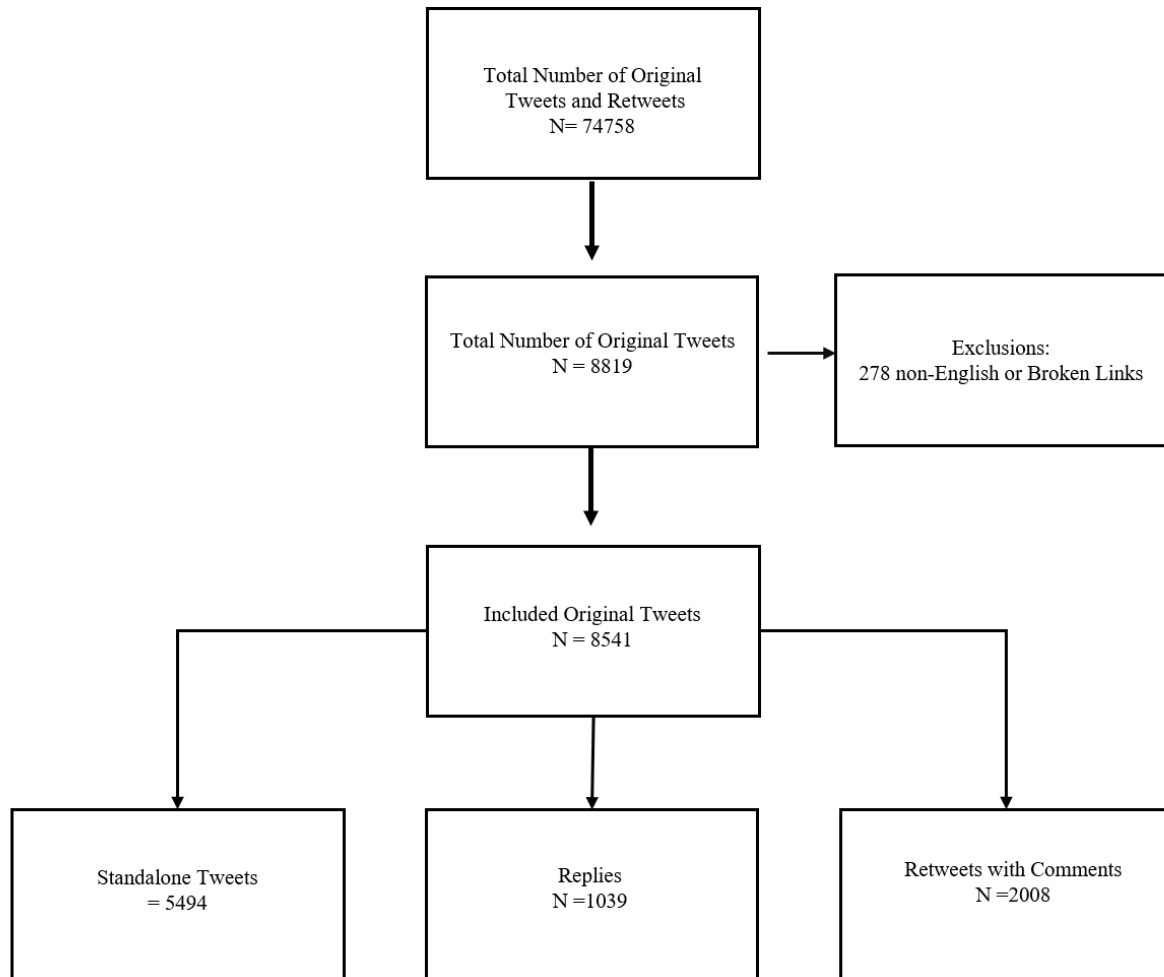 Total Number of Original
Tweets and Retweets
N= 74758
Total Number of Original Tweets
N = 8819
Exclusions:
278 non-English or Broken Links
Included Original Tweets
N = 8541
Standalone Tweets
= 5494
Replies
N =1039
Retweets with Comments
N =2008